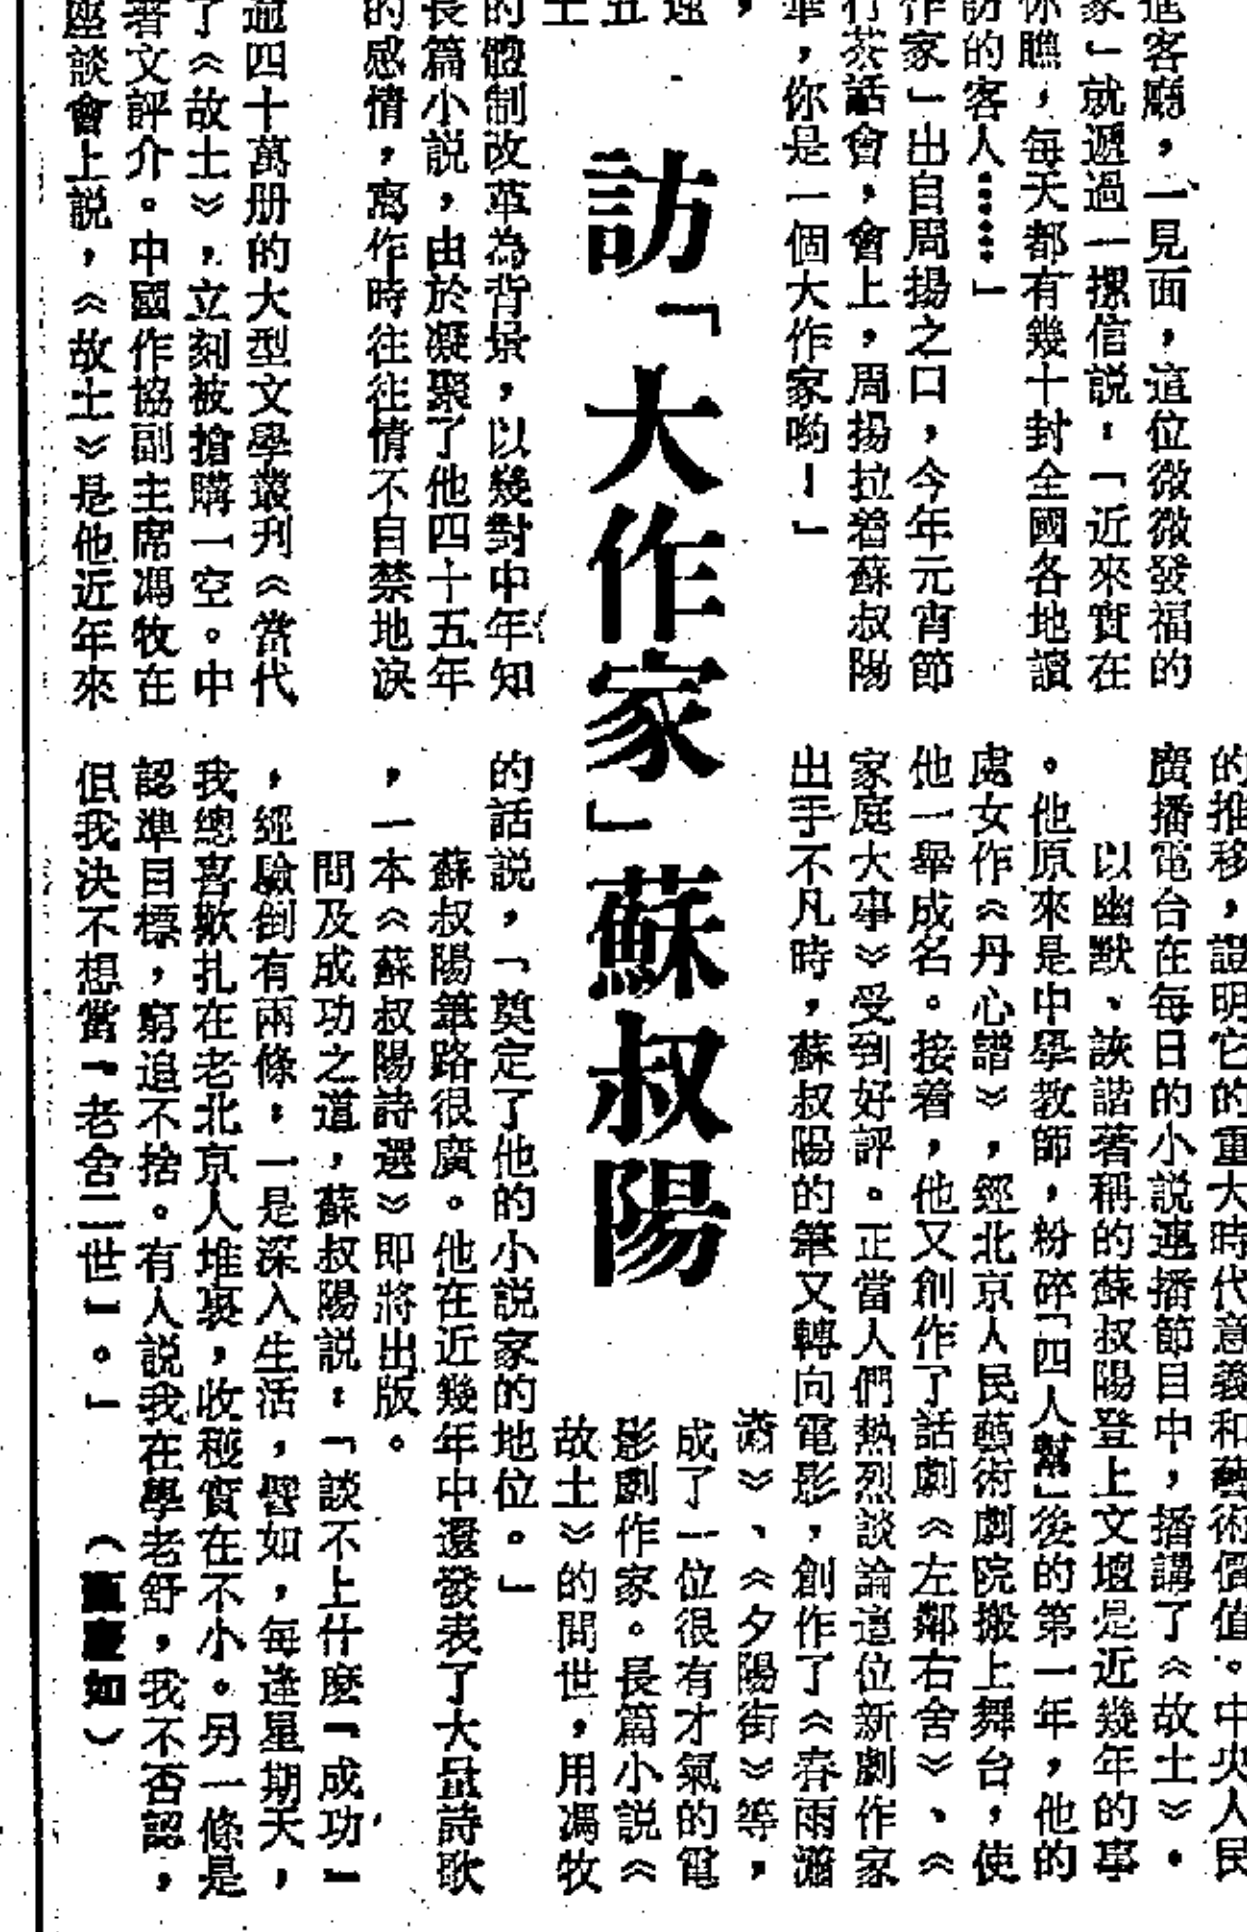 訪「大作家」蘇叔陽
進客廳，一見面，這位微微發福的
家」就遞過一摞信説：「近來實在
你瞧，每天都有幾十封全國各地讀
訪的客人……」
作家」出自周揚之口，今年元宵節
行茶話會，會上，周揚拉着蘇叔陽
，你是一個大作家喲！」
的體制改革為背景，以幾對中年知
長篇小説，由於凝聚了他四十五年
的感情，寫作時往往情不自禁地淚
逾四十萬册的大型文學叢刊《當代
了《故土》，立刻被搶購一空。中
著文評介。中國作協副主席馮牧在
座談會上説，《故土》是他近年來
的推移，證明它的重大時代意義和藝術價值。中央人民
廣播電台在每日的小説連播節目中，播講了《故土》。
以幽默、詼諧著稱的蘇叔陽登上文壇是近幾年的事
。他原來是中學教師，粉碎「四人幫」後的第一年，他的
處女作《丹心譜》，經北京人民藝術劇院搬上舞台，使
他一舉成名。接着，他又創作了話劇《左鄰右舍》、《
家庭大事》受到好評。正當人們熱烈談論這位新劇作家
出手不凡時，蘇叔陽的筆又轉向電影，創作了《春雨瀟
瀟》、《夕陽街》等，
成了一位很有才氣的電
影劇作家。長篇小説《
故土》的問世，用馮牧
的話説，「奠定了他的小説家的地位。」
蘇叔陽筆路很廣。他在近幾年中還發表了大量詩歌
，一本《蘇叔陽詩選》即將出版。
問及成功之道，蘇叔陽説：「談不上什麽「成功」
，經驗倒有兩條：一是深入生活，譬如，每逢星期天，
我總喜歡扎在老北京人堆裏，收穫實在不小。另一條是
認準目標，窮追不捨。有人説我在學老舒，我不否認，
但我決不想當「老舍二世」。」（慶如）